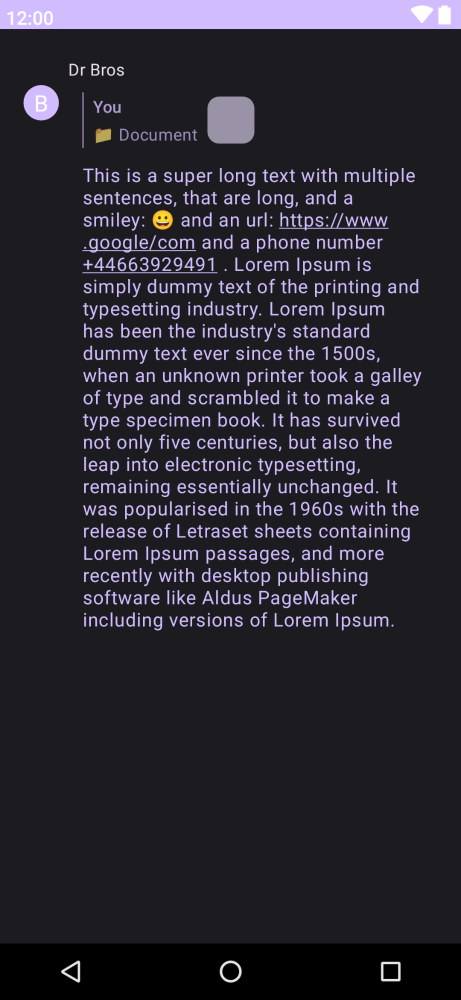 12:00
Dr Bros
B
You
📁 Document
This is a super long text with multiple
sentences, that are long, and a
smiley: 😀 and an url: https://www
.google/com and a phone number
+44663929491 . Lorem Ipsum is
simply dummy text of the printing and
typesetting industry. Lorem Ipsum
has been the industry's standard
dummy text ever since the 1500s,
when an unknown printer took a galley
of type and scrambled it to make a
type specimen book. It has survived
not only five centuries, but also the
leap into electronic typesetting,
remaining essentially unchanged. It
was popularised in the 1960s with the
release of Letraset sheets containing
Lorem Ipsum passages, and more
recently with desktop publishing
software like Aldus PageMaker
including versions of Lorem Ipsum.